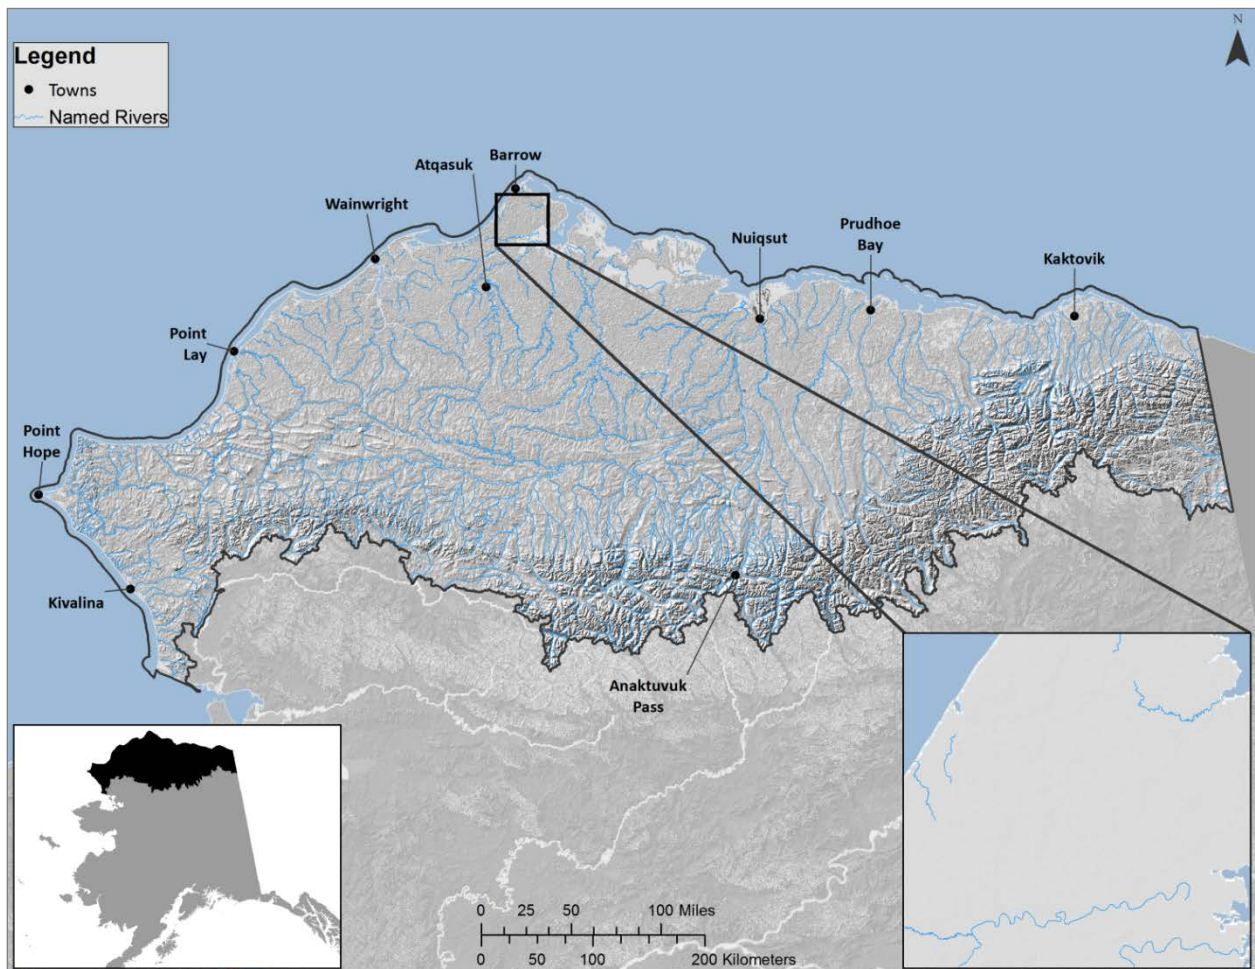 N
Legend
Towns
Named Rivers
Barrow
Atqasuk
Wainwright
Nuiqsut
Prudhoe
Bay
Kaktovik
Point
Lay
Point
Hope
Kivalina
Anaktuvuk
Pass
0 25 50 100 Miles
0 50 100 200 Kilometers